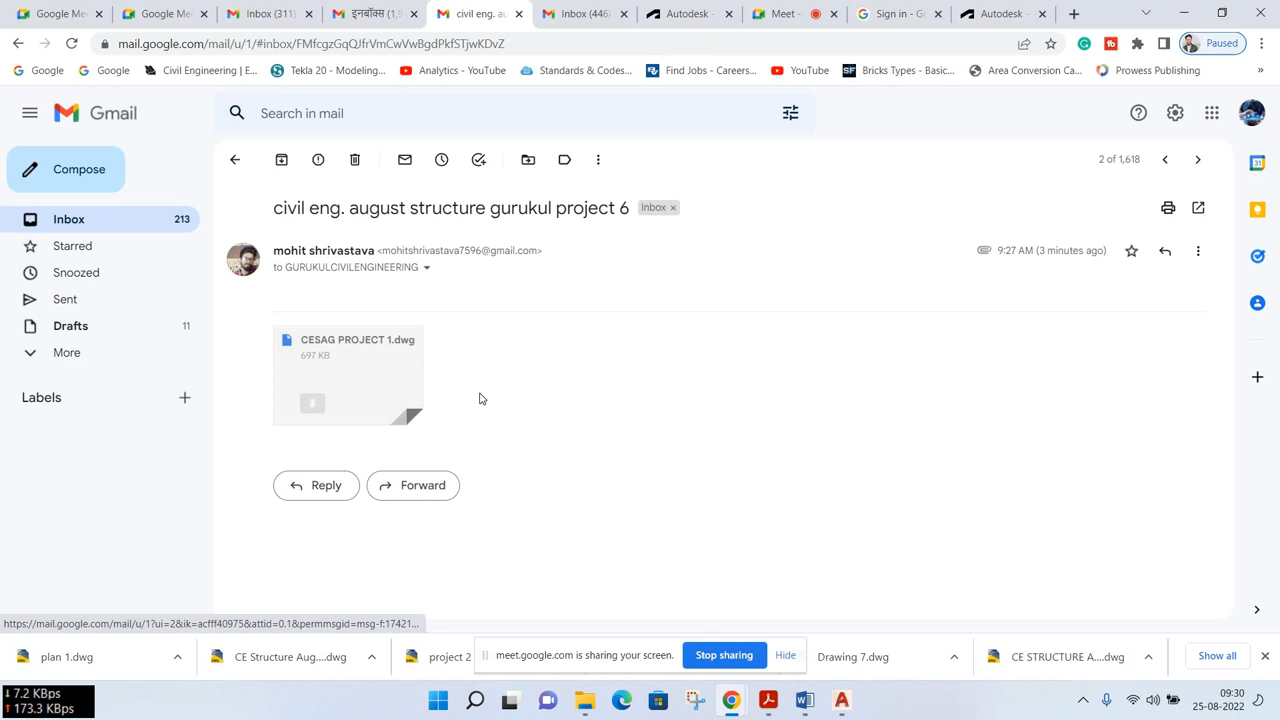 Google Me
Google Me
Inbox (311)
इनबॉक्स (1,9
civil eng. au
Inbox (446)
Autodesk -
Meet -
Sign in - Go
Autodesk -
mail.google.com/mail/u/1/#inbox/FMfcgzGqQJfrVmCwVwBgdPkfSTjwKDvZ
Paused
Google
Google
Civil Engineering | E...
Tekla 20 - Modeling...
Analytics - YouTube
Standards & Codes...
Find Jobs - Careers...
YouTube
Bricks Types - Basic...
Area Conversion Ca...
Prowess Publishing
Gmail
Search in mail
Compose
2 of 1,618
Inbox 213
Starred
Snoozed
Sent
Drafts 11
More
Labels
civil eng. august structure gurukul project 6 Inbox ×
mohit shrivastava <mohitshrivastava7596@gmail.com>
9:27 AM (3 minutes ago)
to GURUKULCIVILENGINEERING
CESAG PROJECT 1.dwg
697 KB
Reply
Forward
https://mail.google.com/mail/u/1?ui=2&ik=acfff40975&attid=0.1&permmsgid=msg-f:17421...
plan 1.dwg
CE Structure Aug....dwg
project 2
meet.google.com is sharing your screen.
Stop sharing
Hide
Drawing 7.dwg
CE STRUCTURE A....dwg
Show all
7.2 KBps
173.3 KBps
09:30
25-08-2022